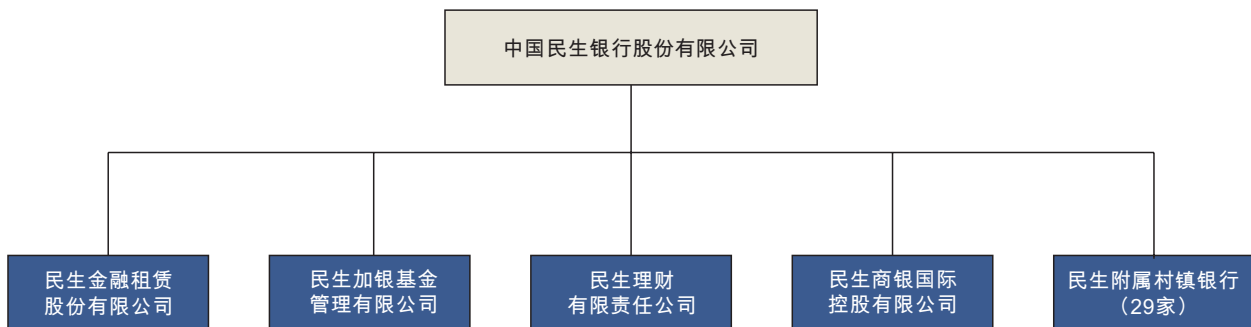 中国民生银行股份有限公司
民生金融租赁
股份有限公司
民生加银基金
管理有限公司
民生理财
有限责任公司
民生商银国际
控股有限公司
民生附属村镇银行
（29家）